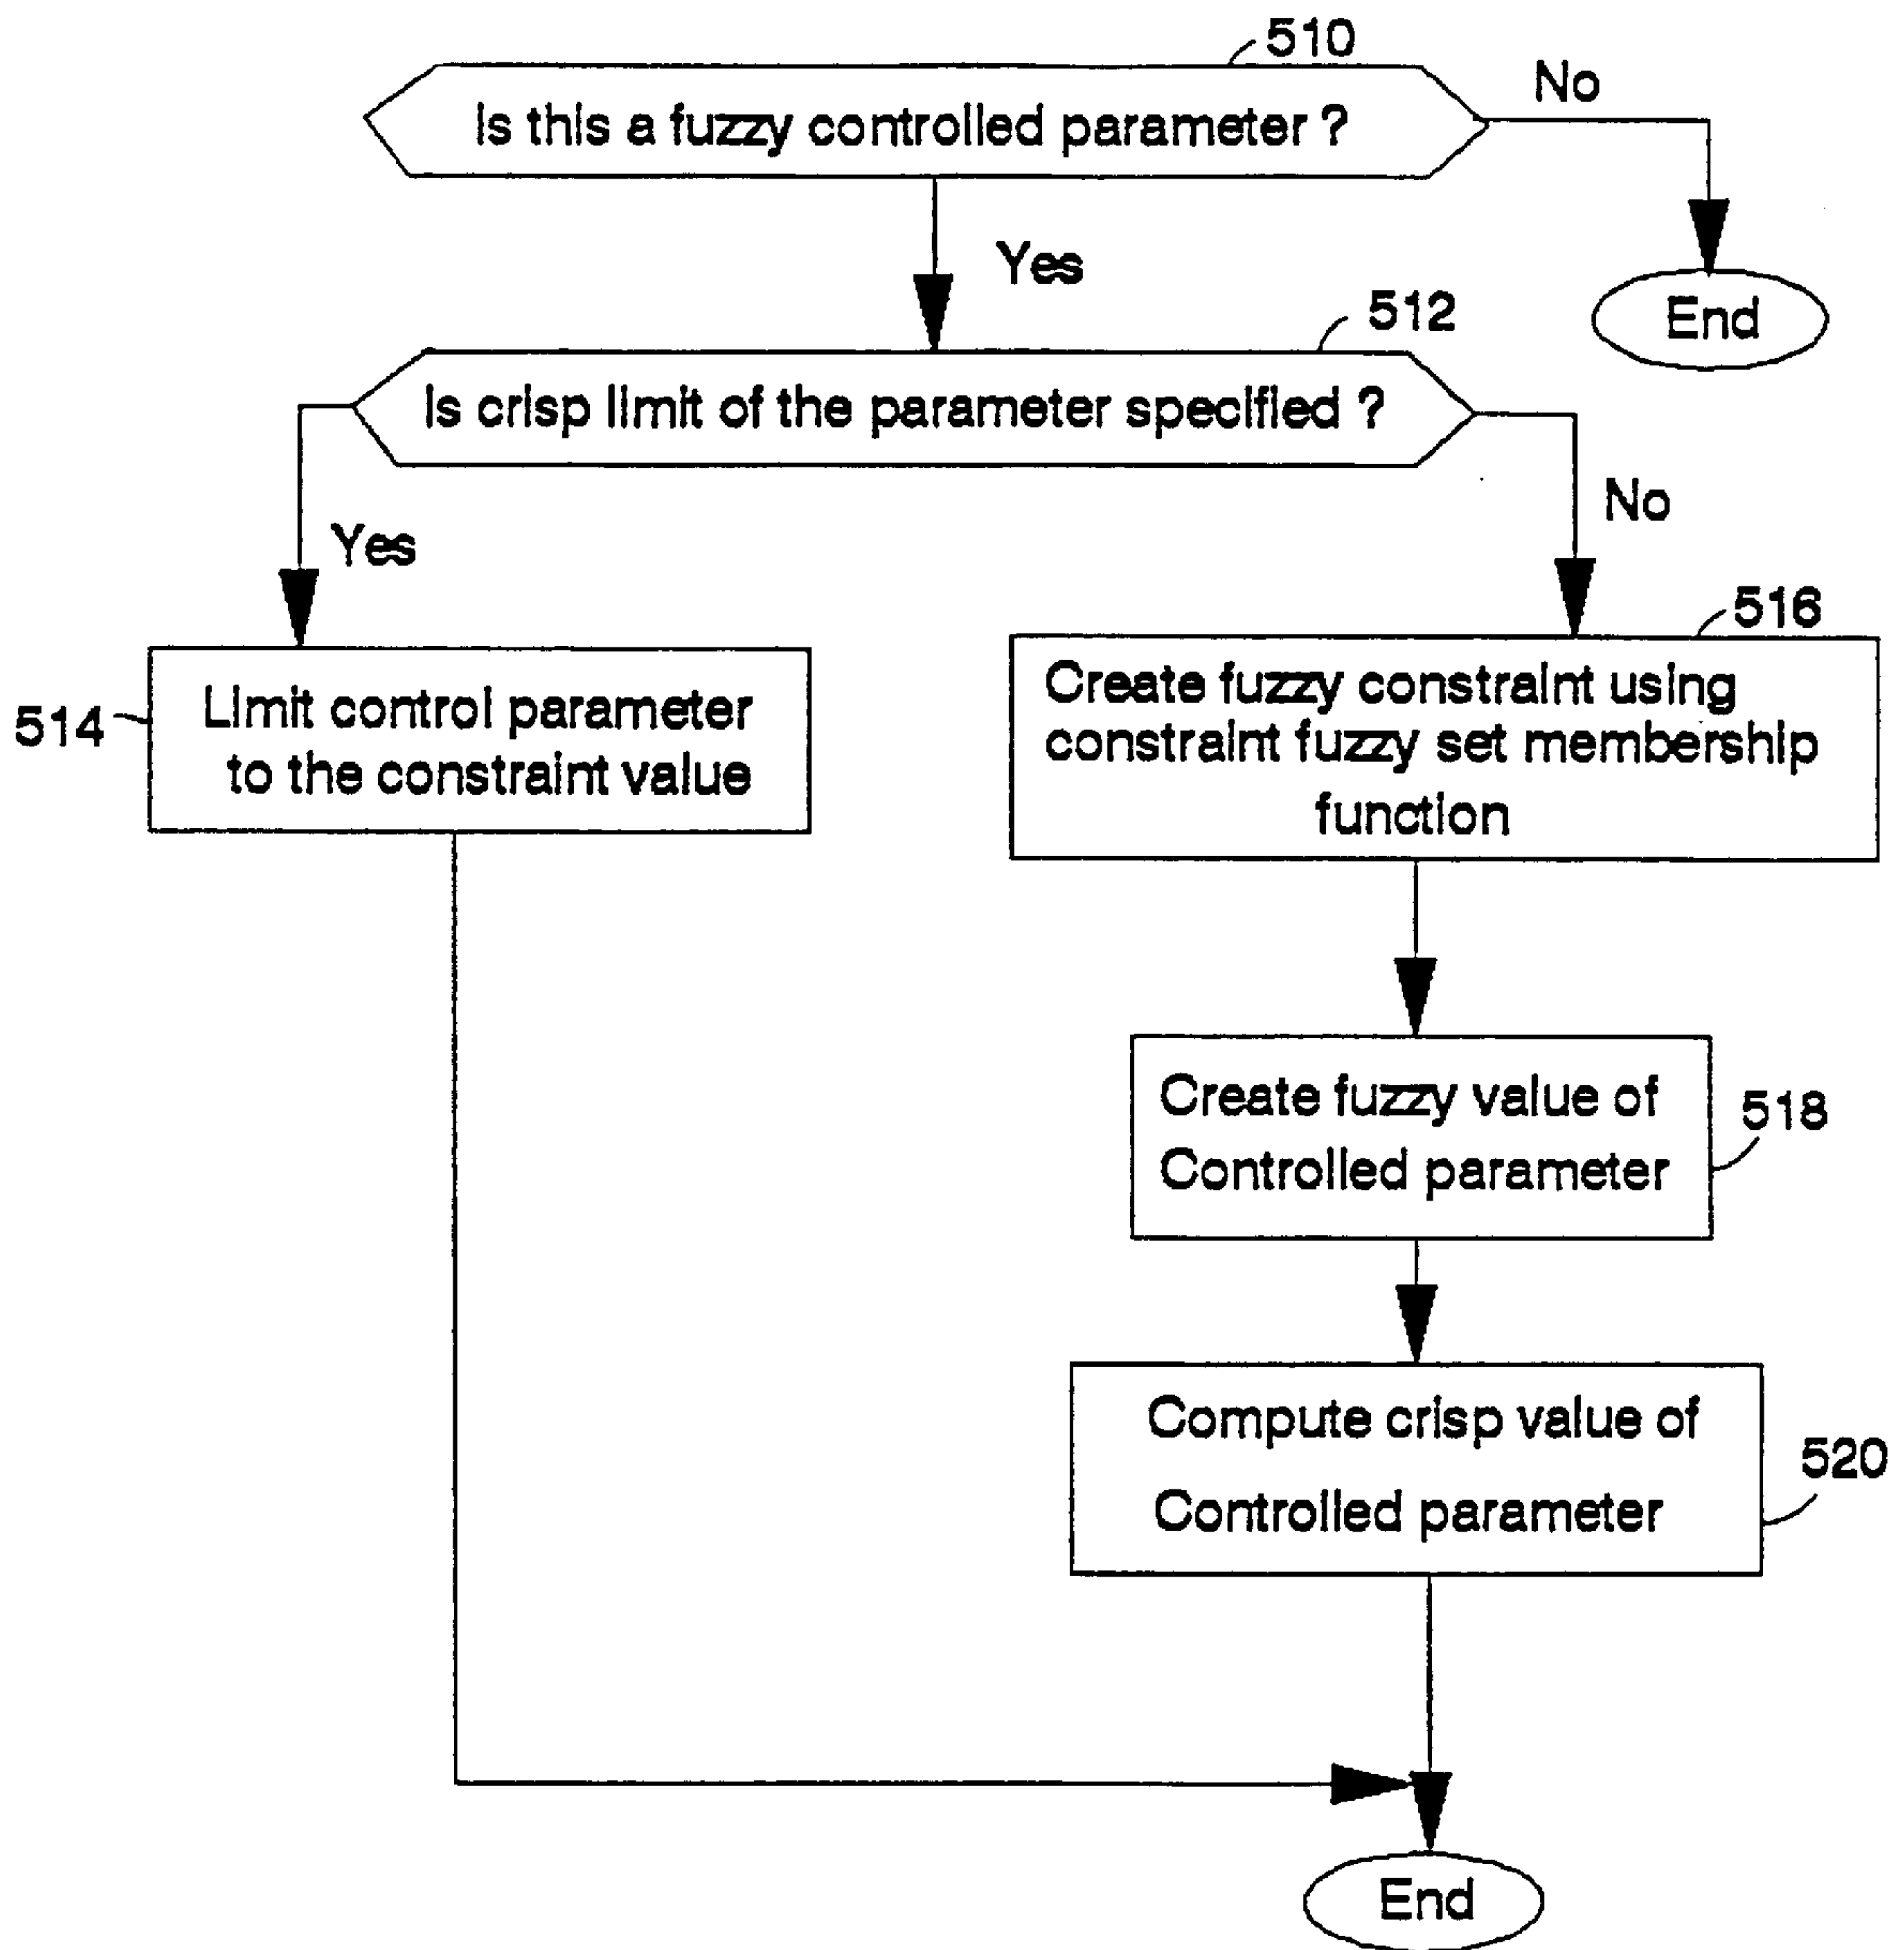 510
Is this a fuzzy controlled parameter ?
No
Yes
End
512
Is crisp limit of the parameter specified ?
Yes
No
516
514
Limit control parameter
to the constraint value
Create fuzzy constraint using
constraint fuzzy set membership
function
Create fuzzy value of
Controlled parameter
518
Compute crisp value of
Controlled parameter
520
End